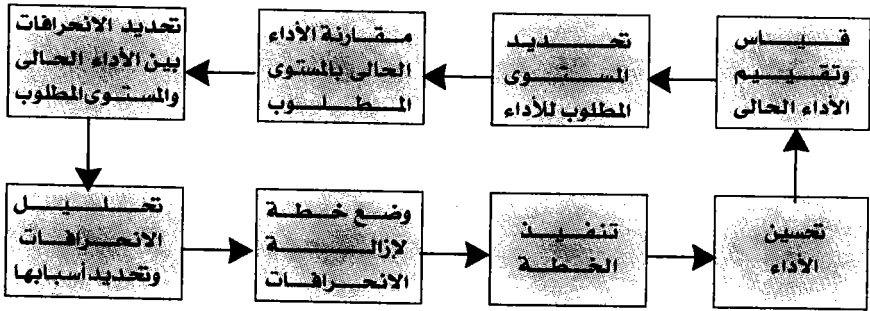 قياس
وتقييم
الأداء الحالى
تحديد
المستوى
المطلوب للأداء
مقارنة الأداء
الحالى بالمستوى
المطلوب
تحديد الانحرافات
بين الأداء الحالى
والمستوى المطلوب
تحليل
الانحرافات
وتحديد أسبابها
وضع خطة
لإزالة
الانحرافات
تنفيذ
الخطة
تحسين
الأداء